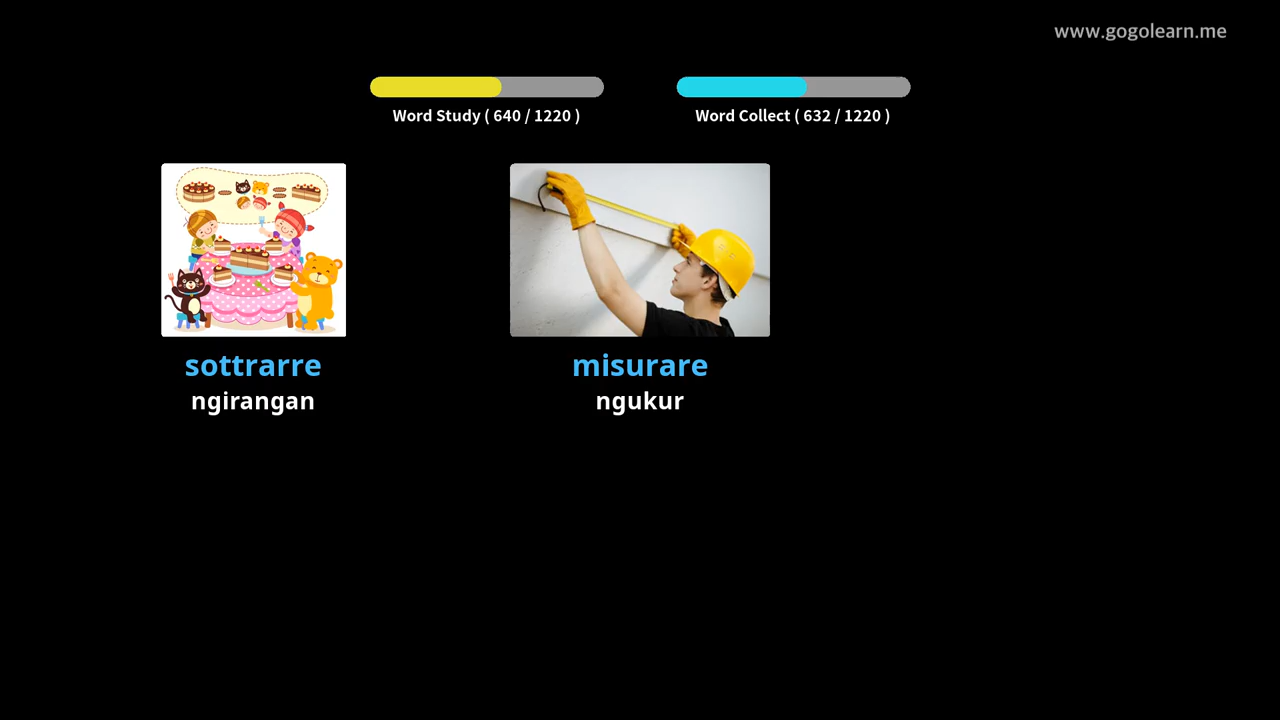 www.gogolearn.me
Word Study ( 640 / 1220 )
Word Collect ( 632 / 1220 )
sottrarre
ngirangan
misurare
ngukur